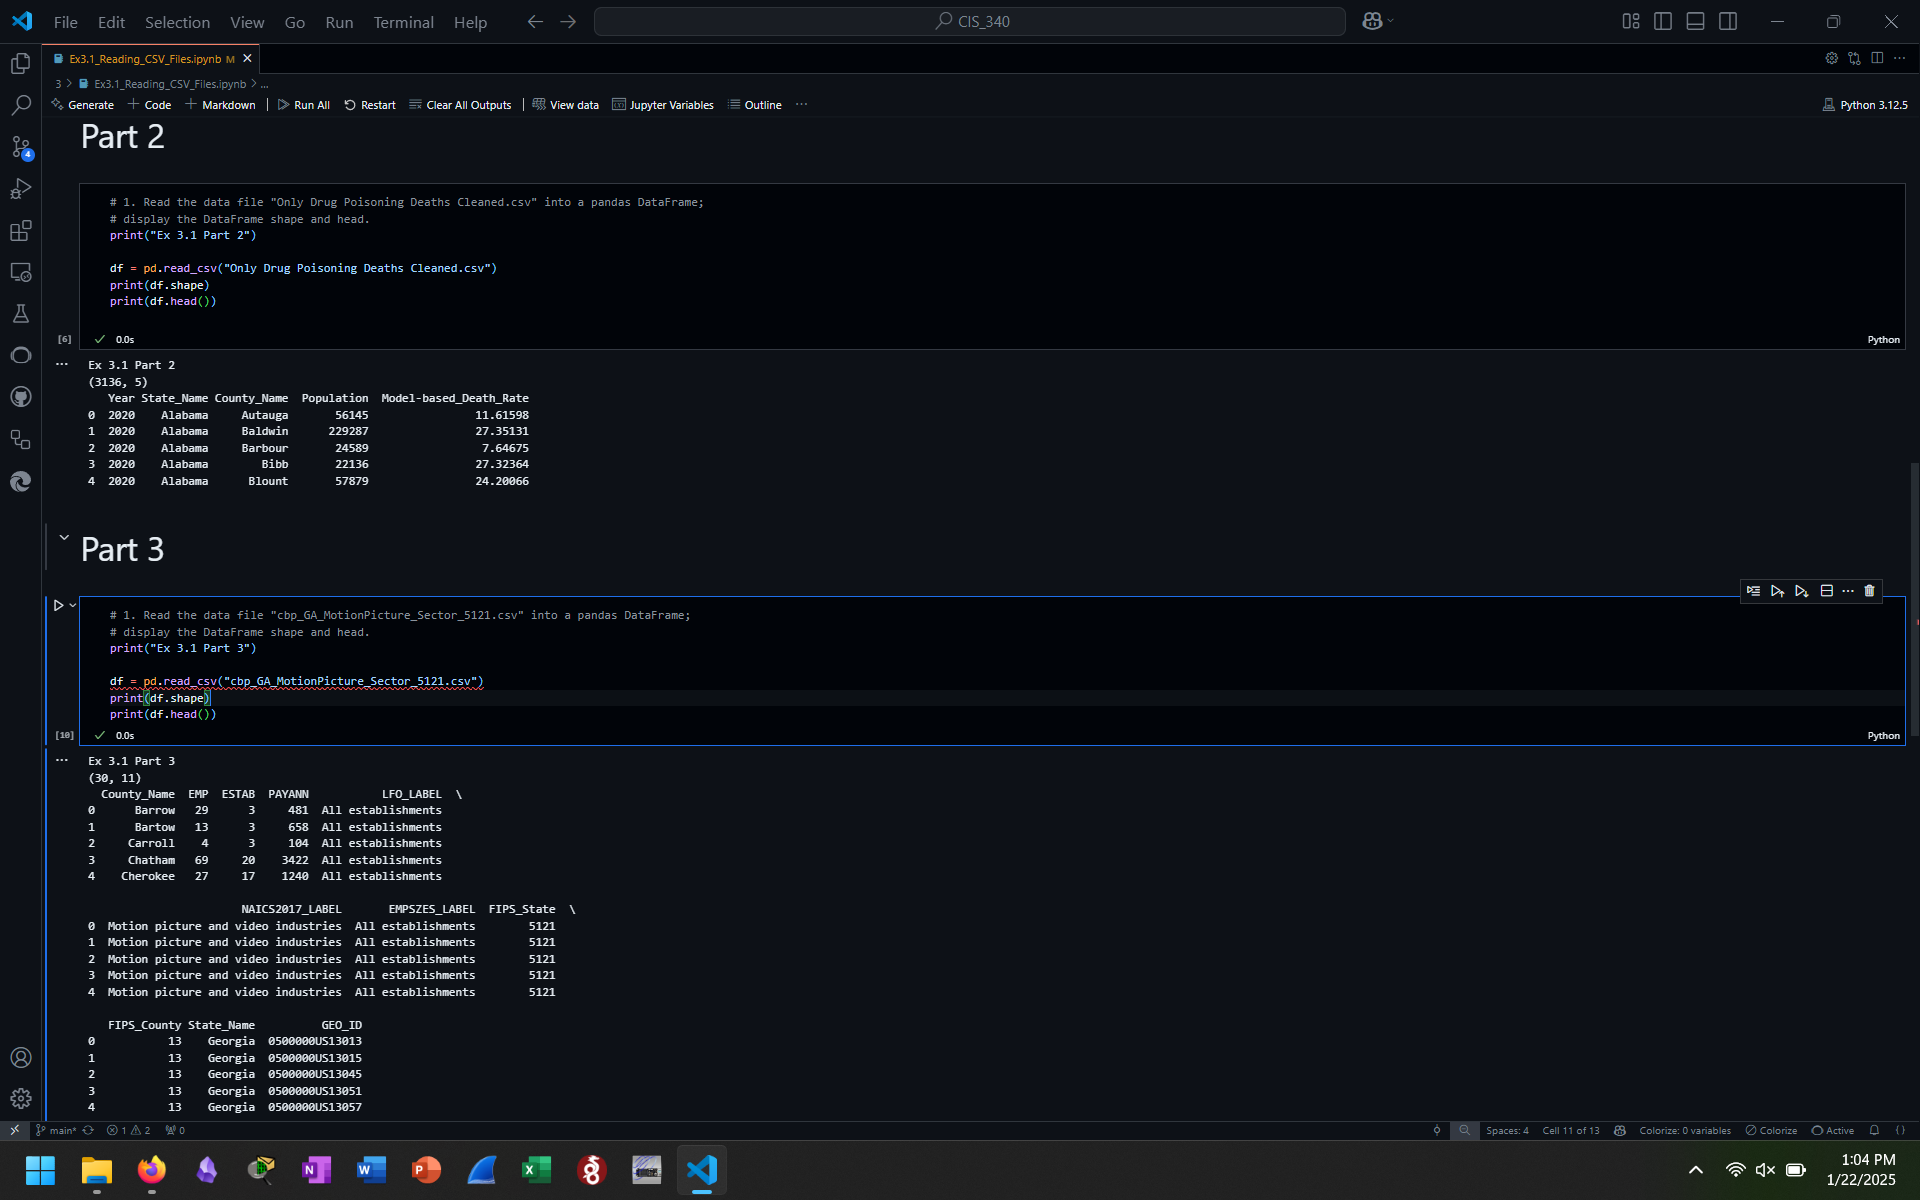 File Edit Selection View Go Run Terminal Help
CIS_340
Ex3.1_Reading_CSV_Files.ipynb M
3 > Ex3.1_Reading_CSV_Files.ipynb > ...
Generate + Code + Markdown | Run All Restart Clear All Outputs | View data Jupyter Variables Outline ...
Python 3.12.5
Part 2
# 1. Read the data file "Only Drug Poisoning Deaths Cleaned.csv" into a pandas DataFrame;
# display the DataFrame shape and head.
print("Ex 3.1 Part 2")
df = pd.read_csv("Only Drug Poisoning Deaths Cleaned.csv")
print(df.shape)
print(df.head())
[6] 0.0s Python
Ex 3.1 Part 2
(3136, 5)
Year State_Name County_Name Population Model-based_Death_Rate
0 2020 Alabama Autauga 56145 11.61598
1 2020 Alabama Baldwin 229287 27.35131
2 2020 Alabama Barbour 24589 7.64675
3 2020 Alabama Bibb 22136 27.32364
4 2020 Alabama Blount 57879 24.20066
Part 3
# 1. Read the data file "cbp_GA_MotionPicture_Sector_5121.csv" into a pandas DataFrame;
# display the DataFrame shape and head.
print("Ex 3.1 Part 3")
df = pd.read_csv("cbp_GA_MotionPicture_Sector_5121.csv")
print(df.shape)
print(df.head())
[10] 0.0s Python
Ex 3.1 Part 3
(30, 11)
County_Name EMP ESTAB PAYANN LFO_LABEL \
0 Barrow 29 3 481 All establishments
1 Bartow 13 3 658 All establishments
2 Carroll 4 3 104 All establishments
3 Chatham 69 20 3422 All establishments
4 Cherokee 27 17 1240 All establishments
NAICS2017_LABEL EMPSZES_LABEL FIPS_State \
0 Motion picture and video industries All establishments 5121
1 Motion picture and video industries All establishments 5121
2 Motion picture and video industries All establishments 5121
3 Motion picture and video industries All establishments 5121
4 Motion picture and video industries All establishments 5121
FIPS_County State_Name GEO_ID
0 13 Georgia 0500000US13013
1 13 Georgia 0500000US13015
2 13 Georgia 0500000US13045
3 13 Georgia 0500000US13051
4 13 Georgia 0500000US13057
main* 1 2 0 Spaces: 4 Cell 11 of 13 Colorize: 0 variables Colorize Active
1:04 PM
1/22/2025